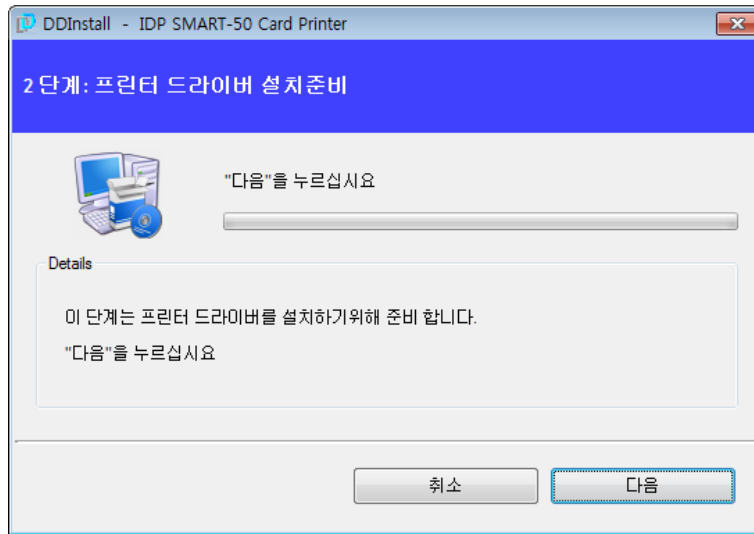 DDInstall - IDP SMART-50 Card Printer
2 단계: 프린터 드라이버 설치준비
"다음"을 누르십시요
Details
이 단계는 프린터 드라이버를 설치하기위해 준비 합니다.
"다음"을 누르십시요
취소
다음